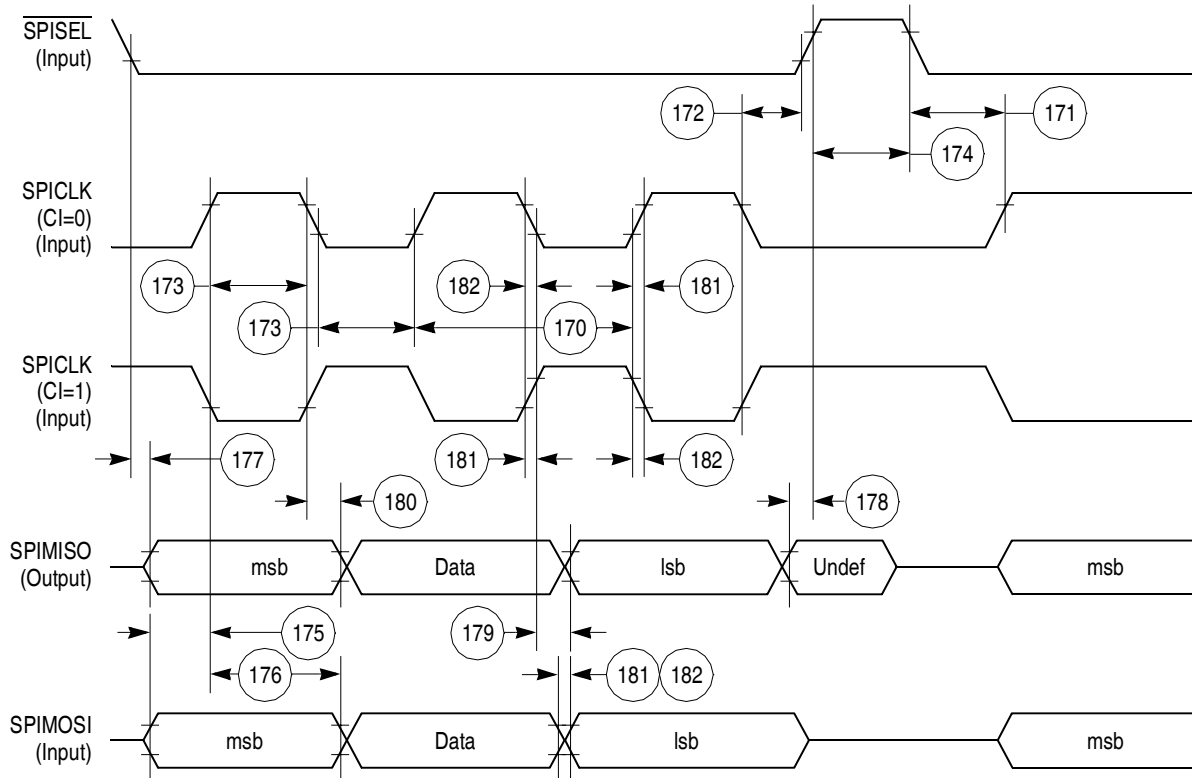 SPISEL
(Input)
172
171
174
SPICLK
(CI=0)
(Input)
173
182
181
173
170
SPICLK
(CI=1)
(Input)
177
181
182
180
178
SPIMISO
(Output)
msb
Data
lsb
Undef
msb
175
179
176
181
182
SPIMOSI
(Input)
msb
Data
lsb
msb